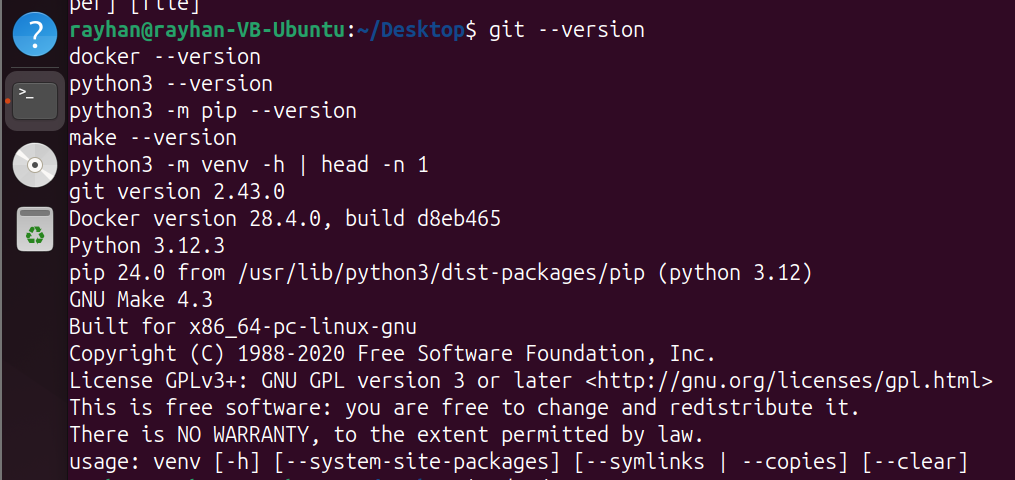 per] [file]
rayhan@rayhan-VB-Ubuntu:~/Desktop$ git --version
docker --version
python3 --version
python3 -m pip --version
make --version
python3 -m venv -h | head -n 1
git version 2.43.0
Docker version 28.4.0, build d8eb465
Python 3.12.3
pip 24.0 from /usr/lib/python3/dist-packages/pip (python 3.12)
GNU Make 4.3
Built for x86_64-pc-linux-gnu
Copyright (C) 1988-2020 Free Software Foundation, Inc.
License GPLv3+: GNU GPL version 3 or later <http://gnu.org/licenses/gpl.html>
This is free software: you are free to change and redistribute it.
There is NO WARRANTY, to the extent permitted by law.
usage: venv [-h] [--system-site-packages] [--symlinks | --copies] [--clear]